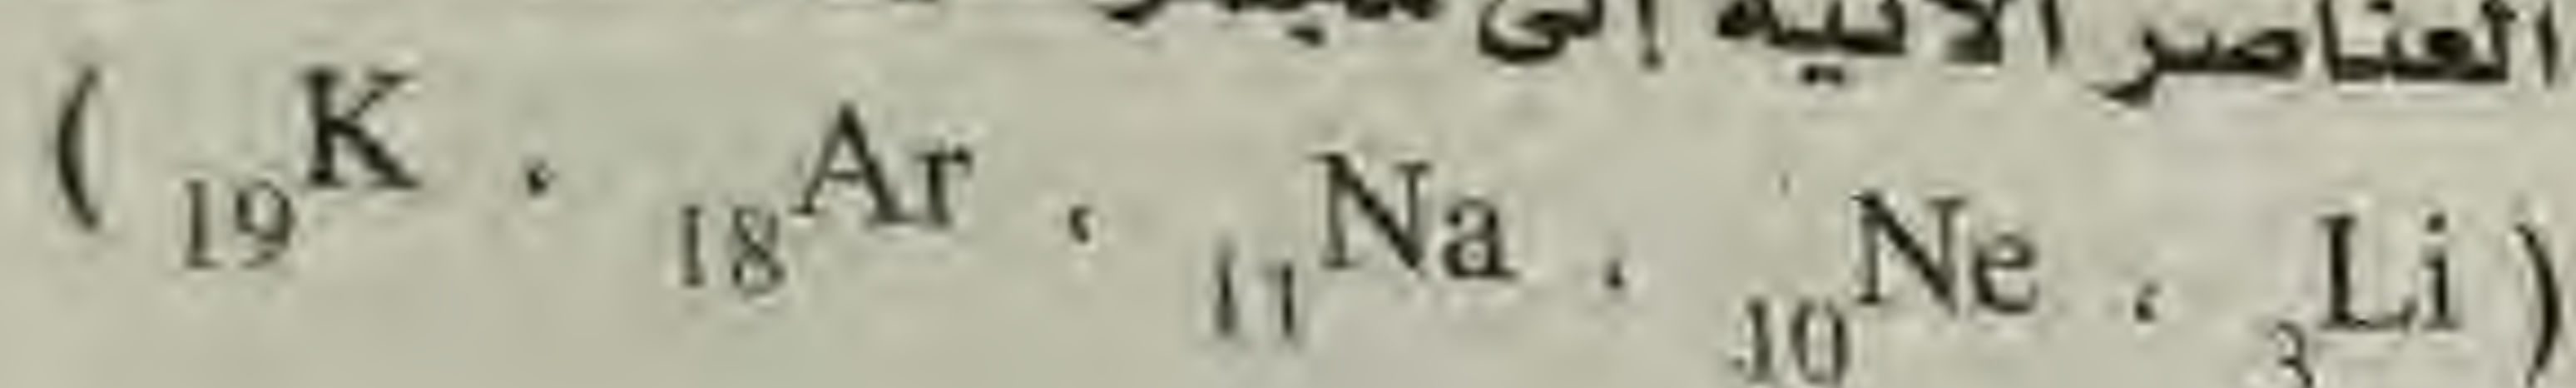 العناصر الآتية إلى
( ₁₉K ، ₁₈Ar ، ₁₁Na ، ₁₀Ne ، ₃Li )